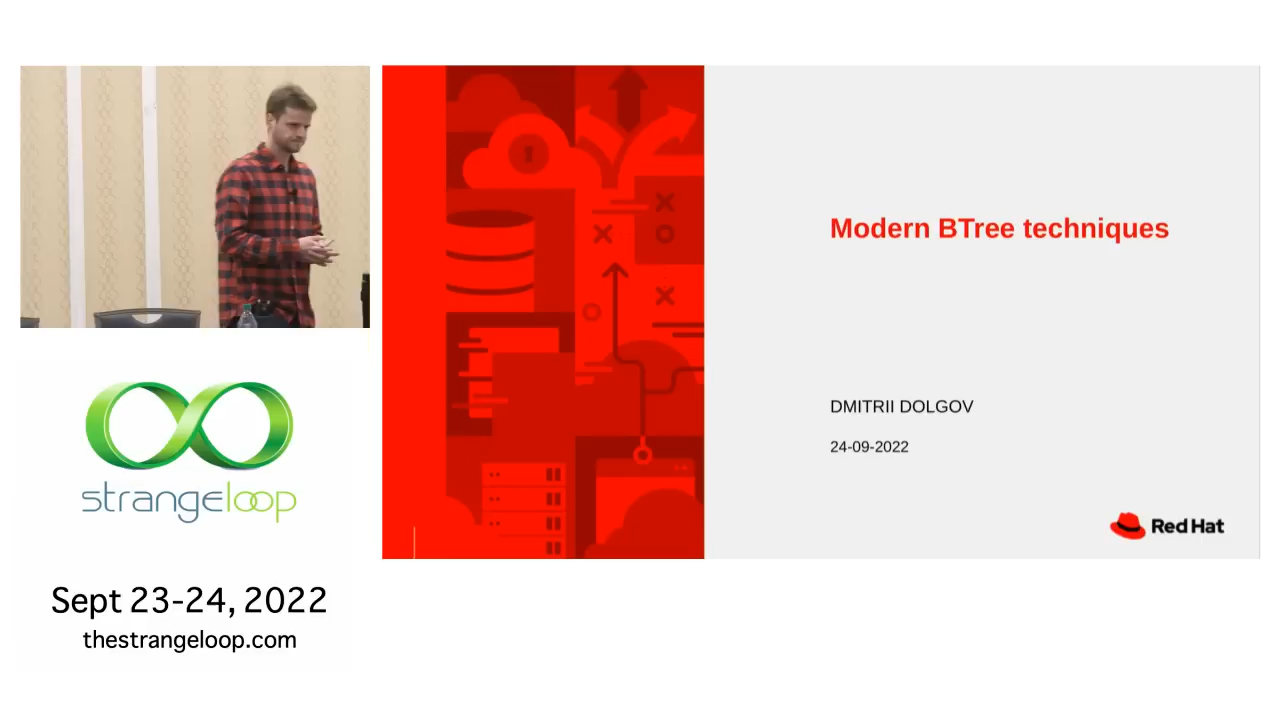 Modern BTree techniques
DMITRII DOLGOV
24-09-2022
Red Hat
strangeloop
Sept 23-24, 2022
thestrangeloop.com